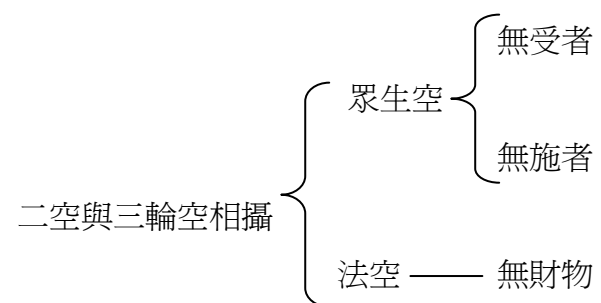 無受者
眾生空
無施者
二空與三輪空相攝
法空
無財物